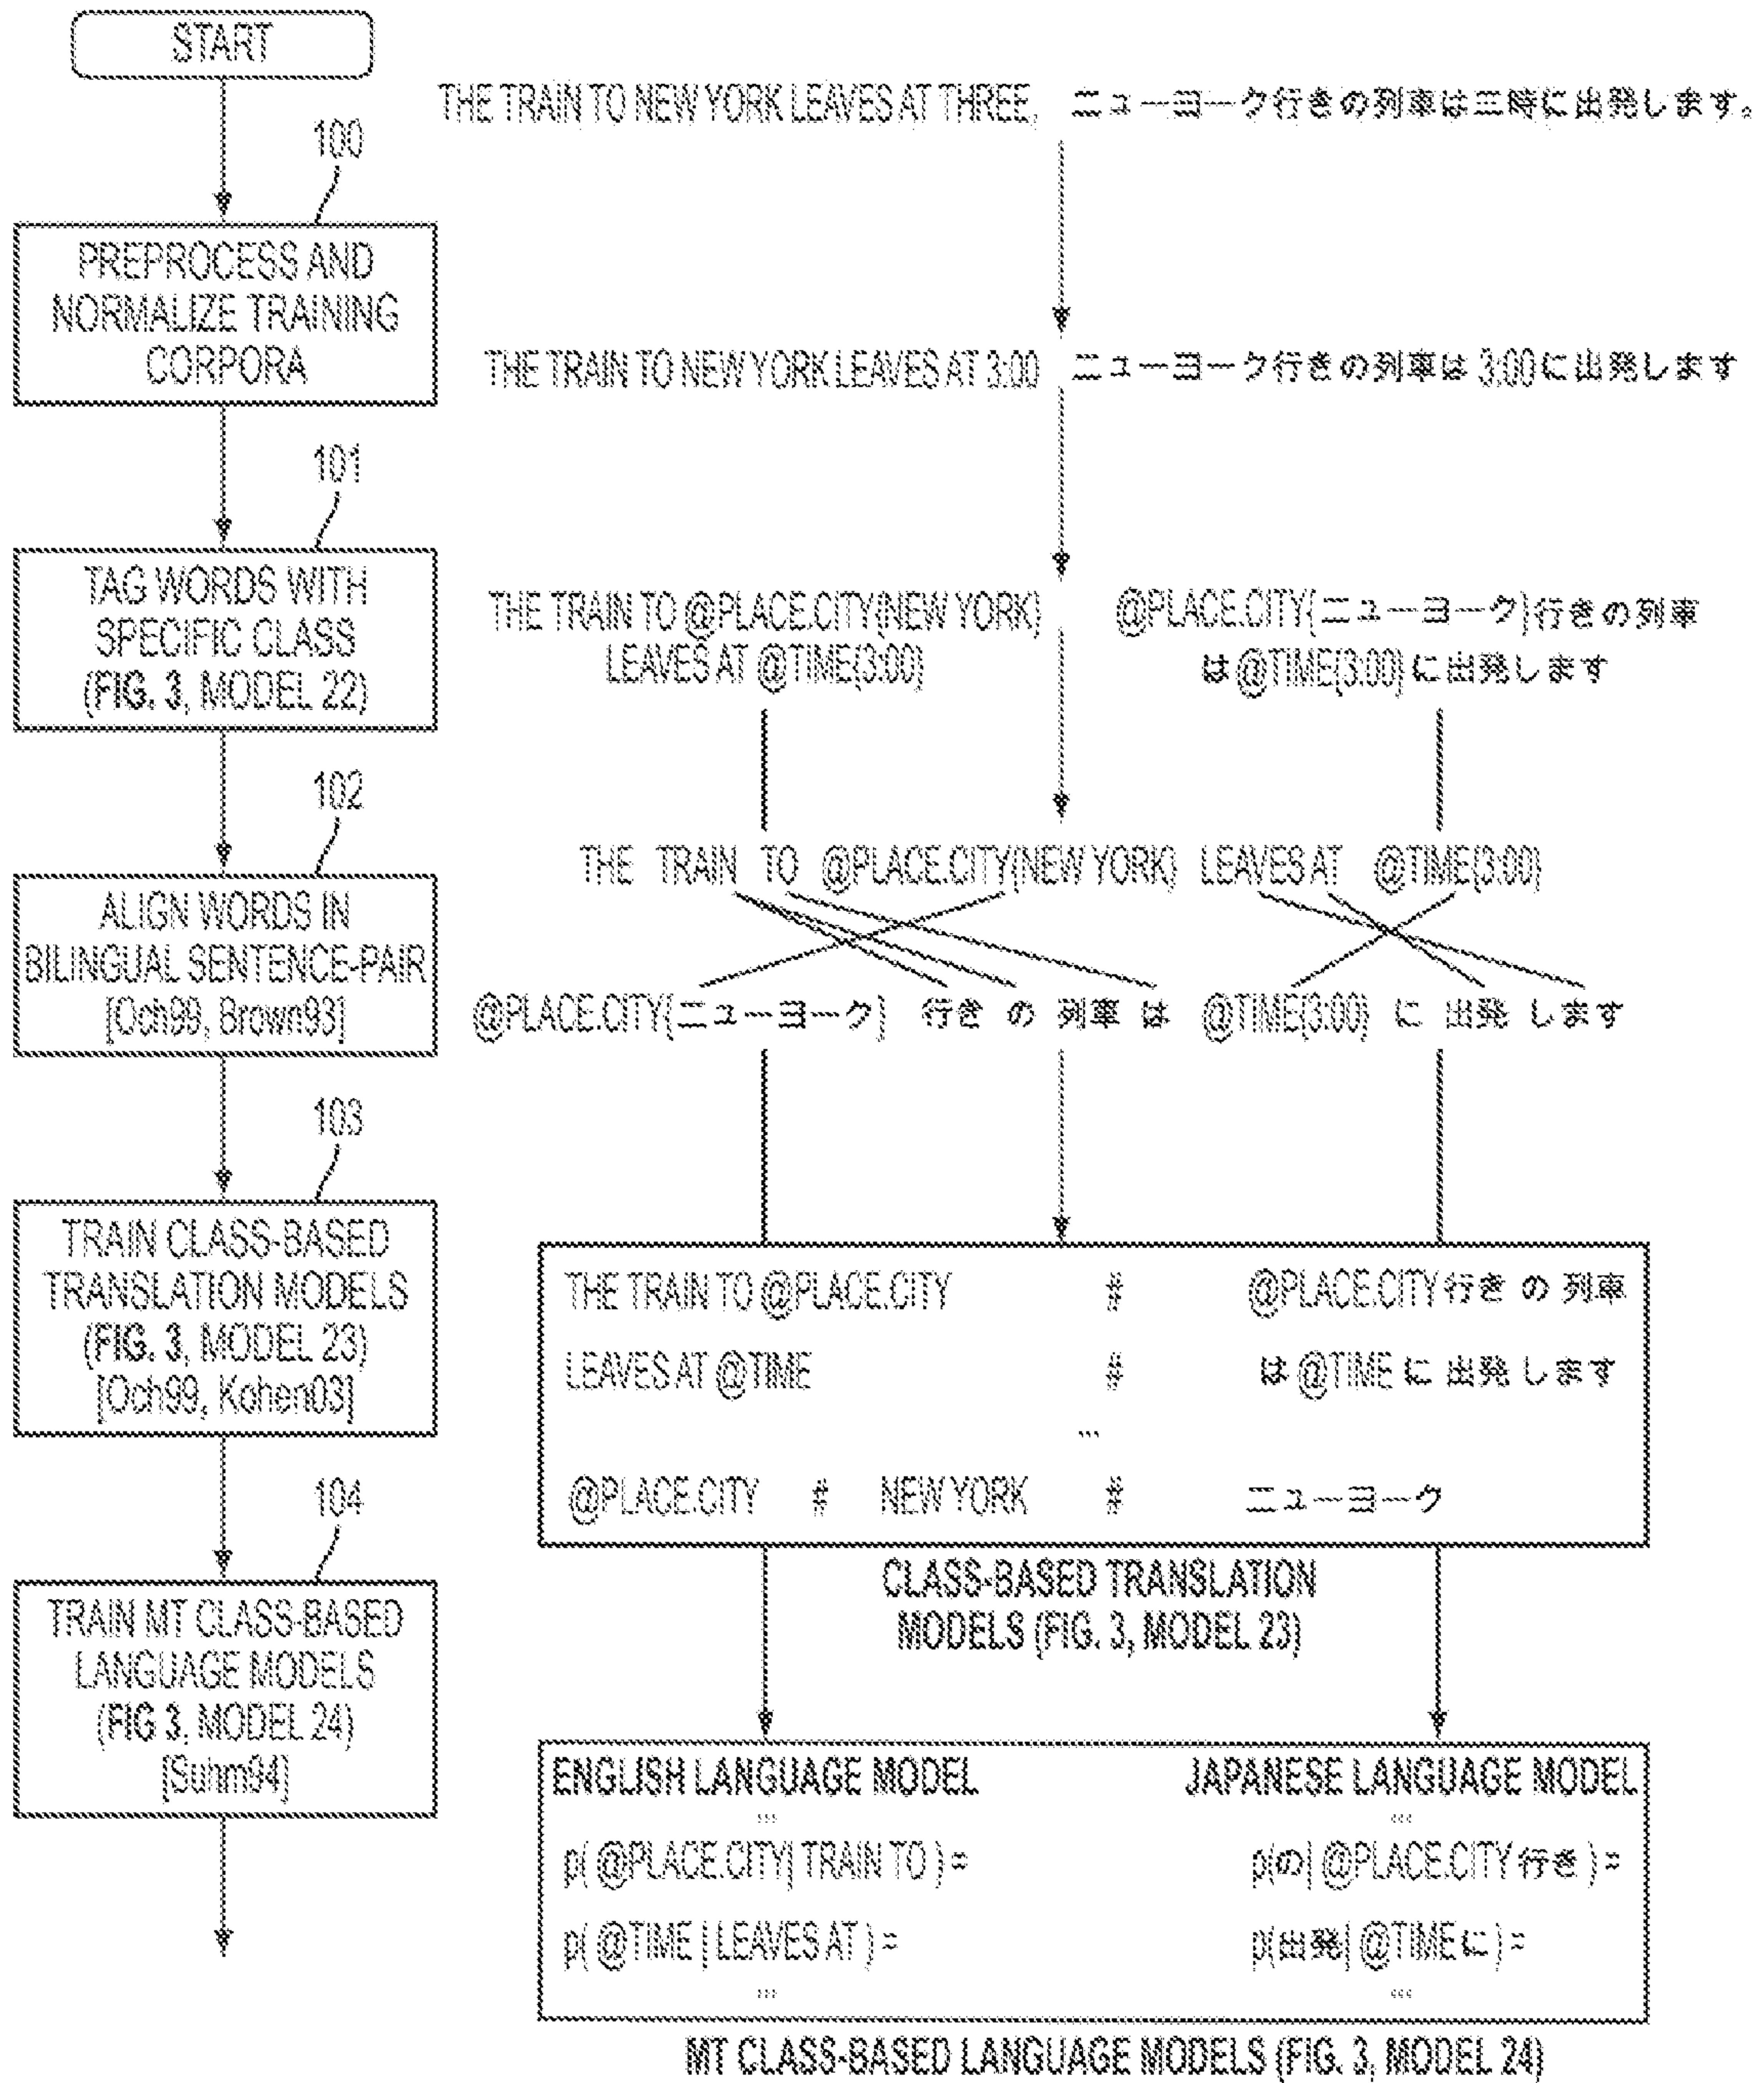 START
100
PREPROCESS AND
NORMALIZE TRAINING
CORPORA
101
TAG WORDS WITH
SPECIFIC CLASS
(FIG. 3, MODEL 22)
102
ALIGN WORDS IN
BILINGUAL SENTENCE-PAIR
[Och99, Brown93]
103
TRAIN CLASS-BASED
TRANSLATION MODELS
(FIG. 3, MODEL 23)
[Och99, Kohen03]
104
TRAIN MT CLASS-BASED
LANGUAGE MODELS
(FIG 3, MODEL 24)
[Suhm94]
THE TRAIN TO NEW YORK LEAVES AT THREE, ニューヨーク行きの列車は三時に出発します。
THE TRAIN TO NEW YORK LEAVES AT 3:00 ニューヨーク行きの列車は 3:00に出発します
THE TRAIN TO @PLACE.CITY(NEW YORK)
LEAVES AT @TIME(3:00)
@PLACE.CITY(ニューヨーク)行きの列車
は @TIME(3:00) に出発します
THE TRAIN TO @PLACE.CITY(NEW YORK) LEAVES AT @TIME(3:00)
@PLACE.CITY(ニューヨーク) 行き の 列車 は @TIME(3:00) に 出発 します
THE TRAIN TO @PLACE.CITY # @PLACE.CITY 行き の 列車
LEAVES AT @TIME # は @TIME に 出発 します
...
@PLACE.CITY # NEW YORK # ニューヨーク
CLASS-BASED TRANSLATION
MODELS (FIG. 3, MODEL 23)
ENGLISH LANGUAGE MODEL
...
p( @PLACE.CITY| TRAIN TO ) =
p( @TIME | LEAVES AT ) =
...
JAPANESE LANGUAGE MODEL
...
p(の| @PLACE.CITY 行き ) =
p(出発| @TIME に ) =
...
MT CLASS-BASED LANGUAGE MODELS (FIG. 3, MODEL 24)